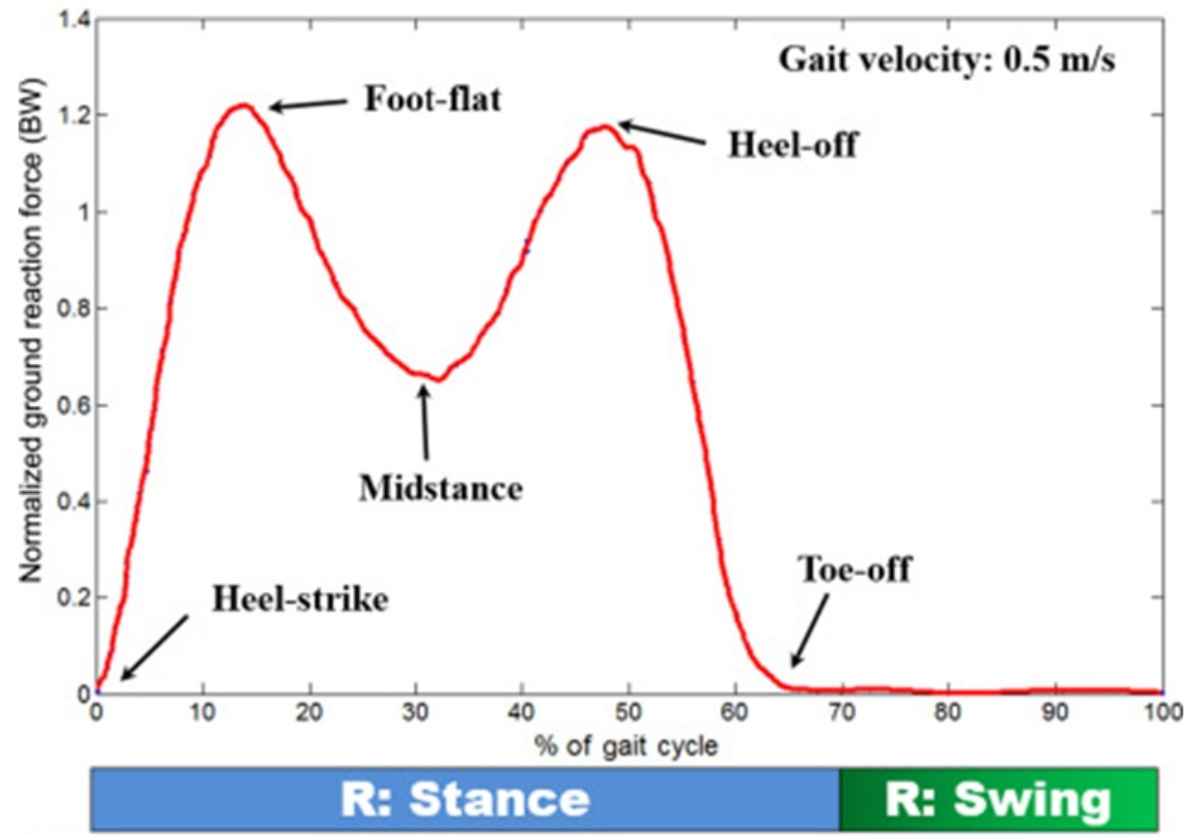 Gait velocity: 0.5 m/s
Foot-flat
Heel-off
Midstance
Toe-off
Heel-strike
Normalized ground reaction force (BW)
1.4
1.2
1
0.8
0.6
0.4
0.2
0
0 10 20 30 40 50 60 70 80 90 100
% of gait cycle
R: Stance R: Swing